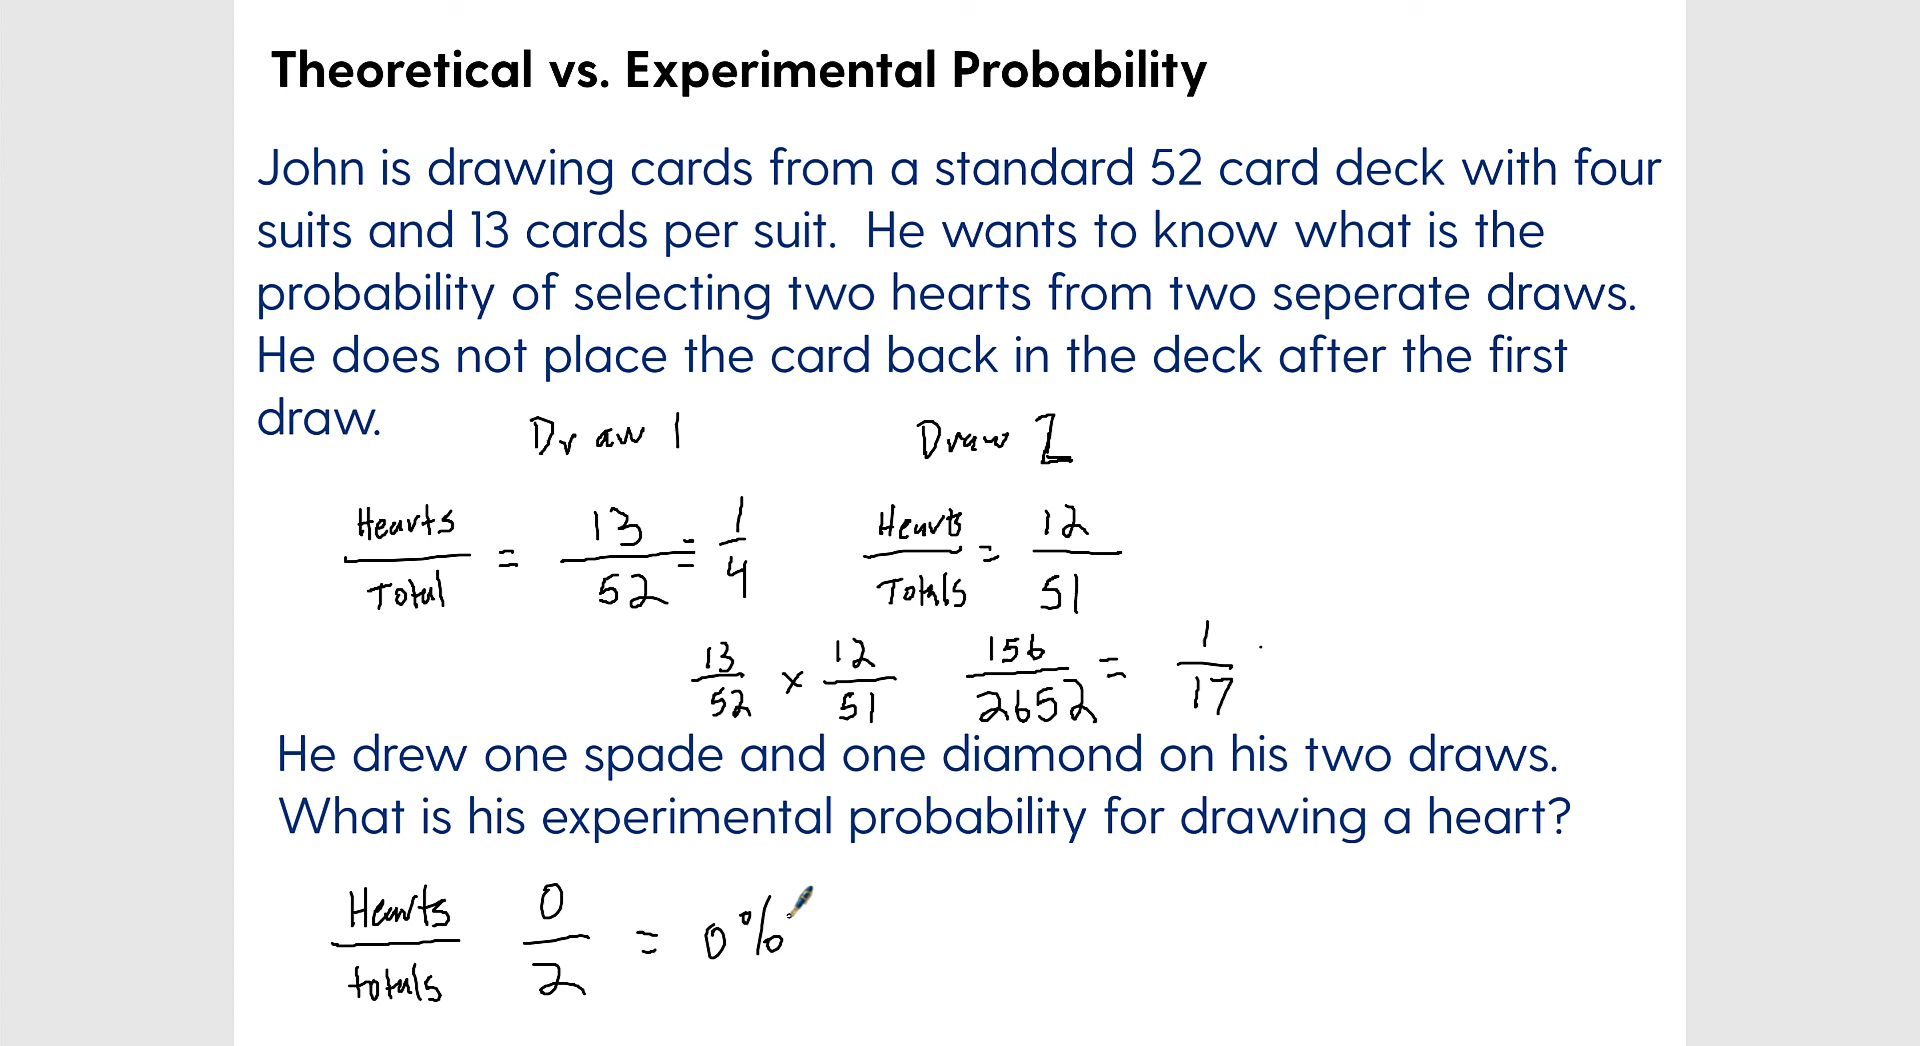 Theoretical vs. Experimental Probability
John is drawing cards from a standard 52 card deck with four
suits and 13 cards per suit. He wants to know what is the
probability of selecting two hearts from two seperate draws.
He does not place the card back in the deck after the first
draw.
Draw 1 Draw 2
Hearts/Total = 13/52 = 1/4 Hearts/Totals = 12/51
13/52 x 12/51 156/2652 = 1/17
He drew one spade and one diamond on his two draws.
What is his experimental probability for drawing a heart?
Hearts/totals 0/2 = 0%